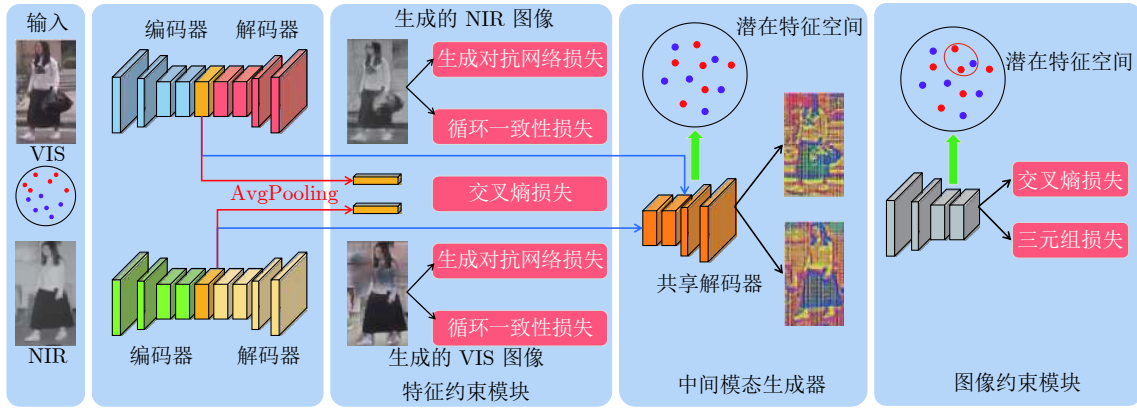 输入
VIS
NIR
编码器
解码器
编码器
解码器
AvgPooling
生成的 NIR 图像
生成对抗网络损失
循环一致性损失
交叉熵损失
生成对抗网络损失
循环一致性损失
生成的 VIS 图像
特征约束模块
潜在特征空间
共享解码器
中间模态生成器
潜在特征空间
交叉熵损失
三元组损失
图像约束模块